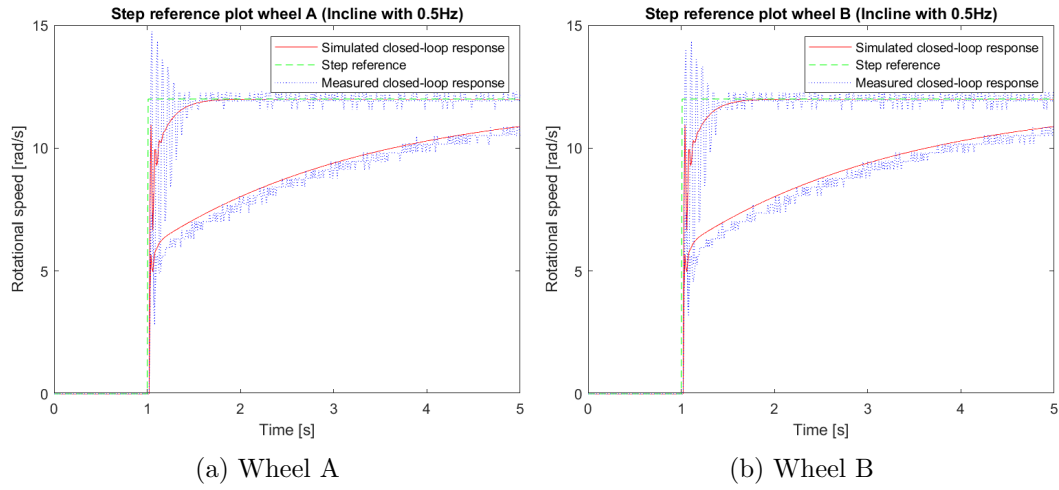 Step reference plot wheel A (Incline with 0.5Hz)
15
10
5
0
Rotational speed [rad/s]
Simulated closed-loop response
Step reference
Measured closed-loop response
0 1 2 3 4 5
Time [s]
(a) Wheel A
Step reference plot wheel B (Incline with 0.5Hz)
15
10
5
0
Rotational speed [rad/s]
Simulated closed-loop response
Step reference
Measured closed-loop response
0 1 2 3 4 5
Time [s]
(b) Wheel B